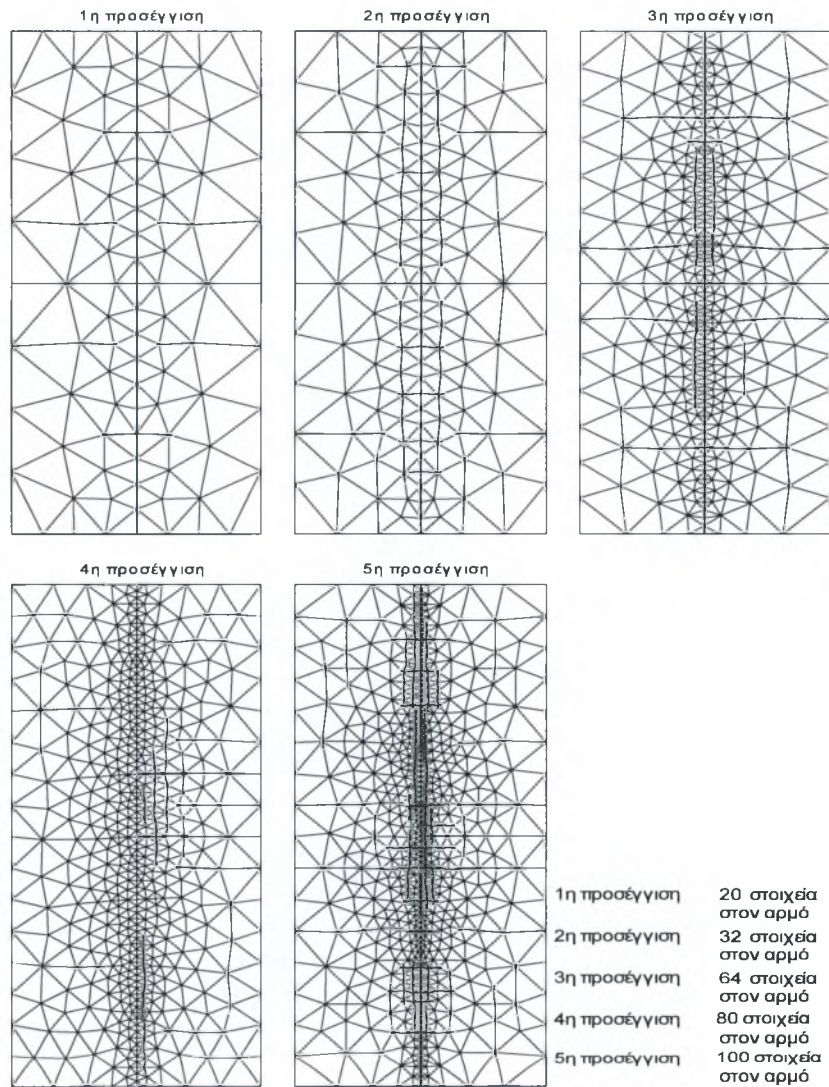 1η προσέγγιση
2η προσέγγιση
3η προσέγγιση
4η προσέγγιση
5η προσέγγιση
1η προσέγγιση 20 στοιχεία
στον αρμό
2η προσέγγιση 32 στοιχεία
στον αρμό
3η προσέγγιση 64 στοιχεία
στον αρμό
4η προσέγγιση 80 στοιχεία
στον αρμό
5η προσέγγιση 100 στοιχεία
στον αρμό